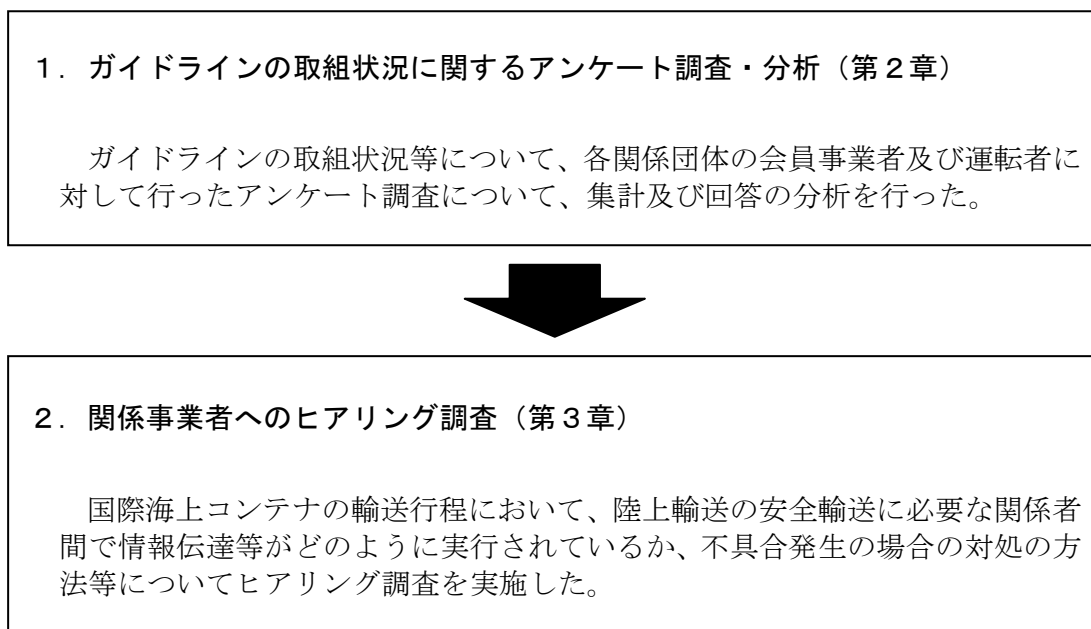 １．ガイドラインの取組状況に関するアンケート調査・分析（第２章）
ガイドラインの取組状況等について、各関係団体の会員事業者及び運転者に
対して行ったアンケート調査について、集計及び回答の分析を行った。
２．関係事業者へのヒアリング調査（第３章）
国際海上コンテナの輸送行程において、陸上輸送の安全輸送に必要な関係者
間で情報伝達等がどのように実行されているか、不具合発生の場合の対処の方
法等についてヒアリング調査を実施した。